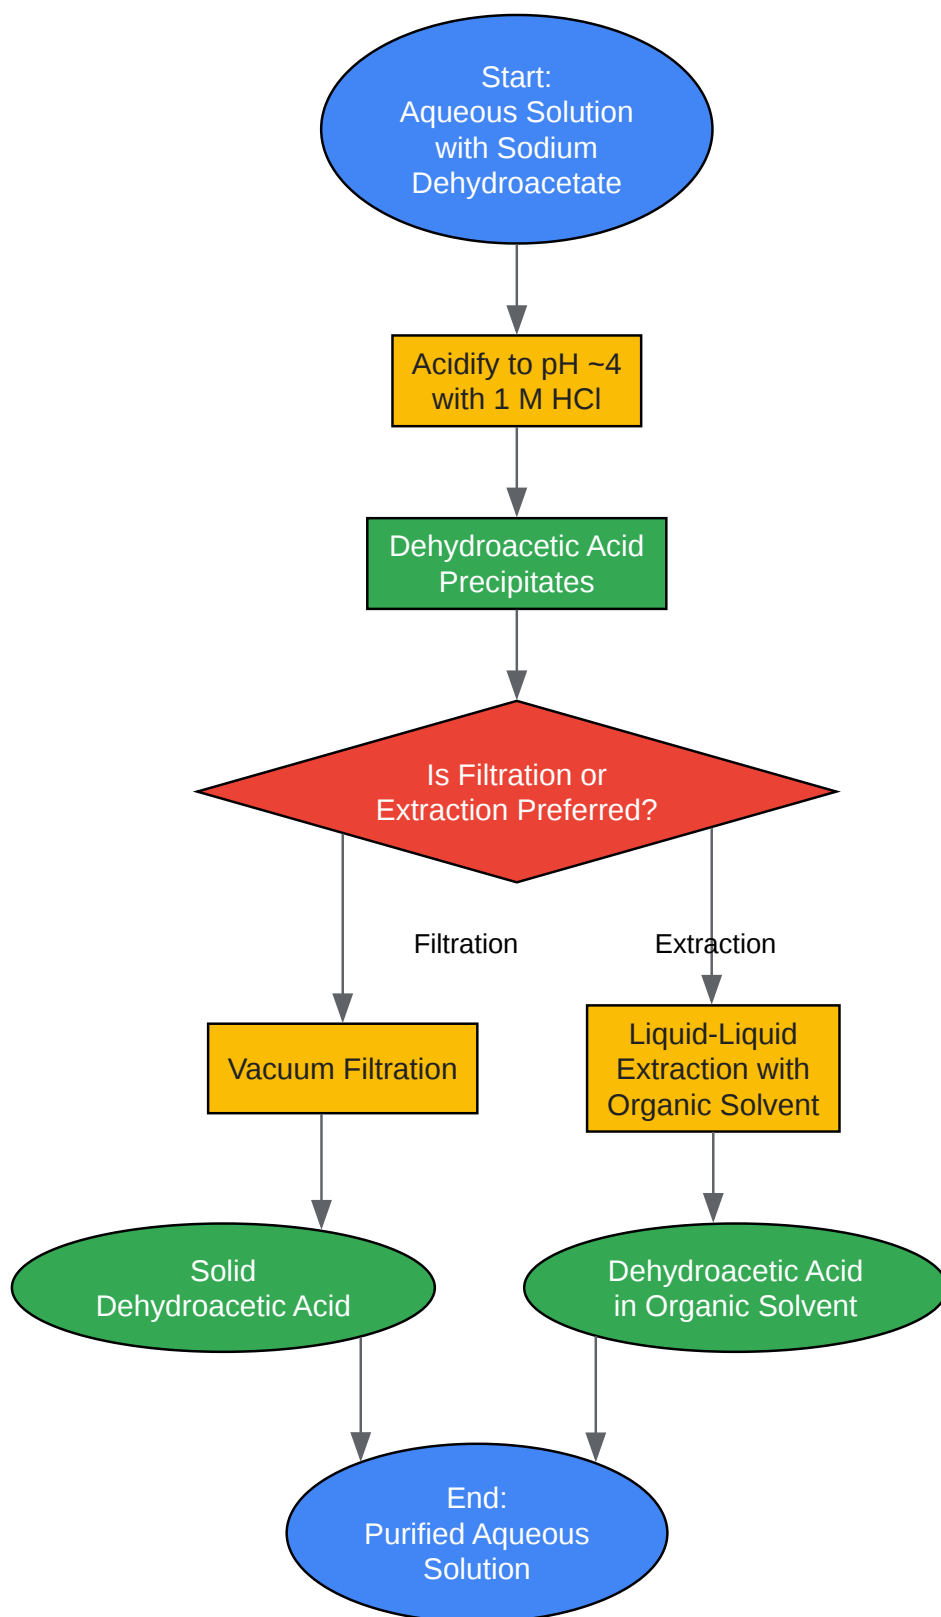 Start:
Aqueous Solution
with Sodium
Dehydroacetate
Acidify to pH ~4
with 1 M HCl
Dehydroacetic Acid
Precipitates
Is Filtration or
Extraction Preferred?
Filtration
Extraction
Vacuum Filtration
Liquid-Liquid
Extraction with
Organic Solvent
Solid
Dehydroacetic Acid
Dehydroacetic Acid
in Organic Solvent
End:
Purified Aqueous
Solution